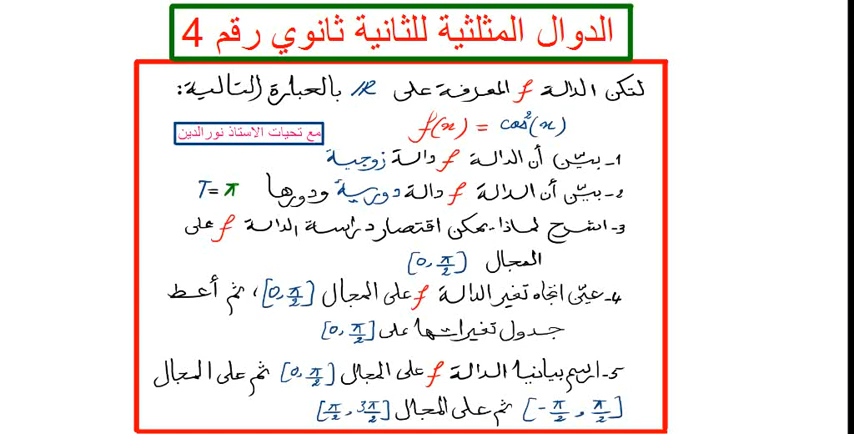 الدوال المثلثية للثانية ثانوي رقم 4
لتكن الدالة f المعرفة على ℝ بالعبارة التالية:
f(x) = cos²(x)
مع تحيات الاستاذ نورالدين
1- بيّن أن الدالة f دالة زوجية
2- بيّن أن الدالة f دالة دورية ودورها T=π
3- اشرح لماذا يمكن اقتصار دراسة الدالة f على
المجال [0, π/2]
4- عيّن اتجاه تغير الدالة f على المجال [0, π/2]، ثم أعط
جدول تغيراتها على [0, π/2]
5- ارسم بيانيا الدالة f على المجال [0, π/2] ثم على المجال
[-π/2, π/2] ثم على المجال [π/2, 3π/2]